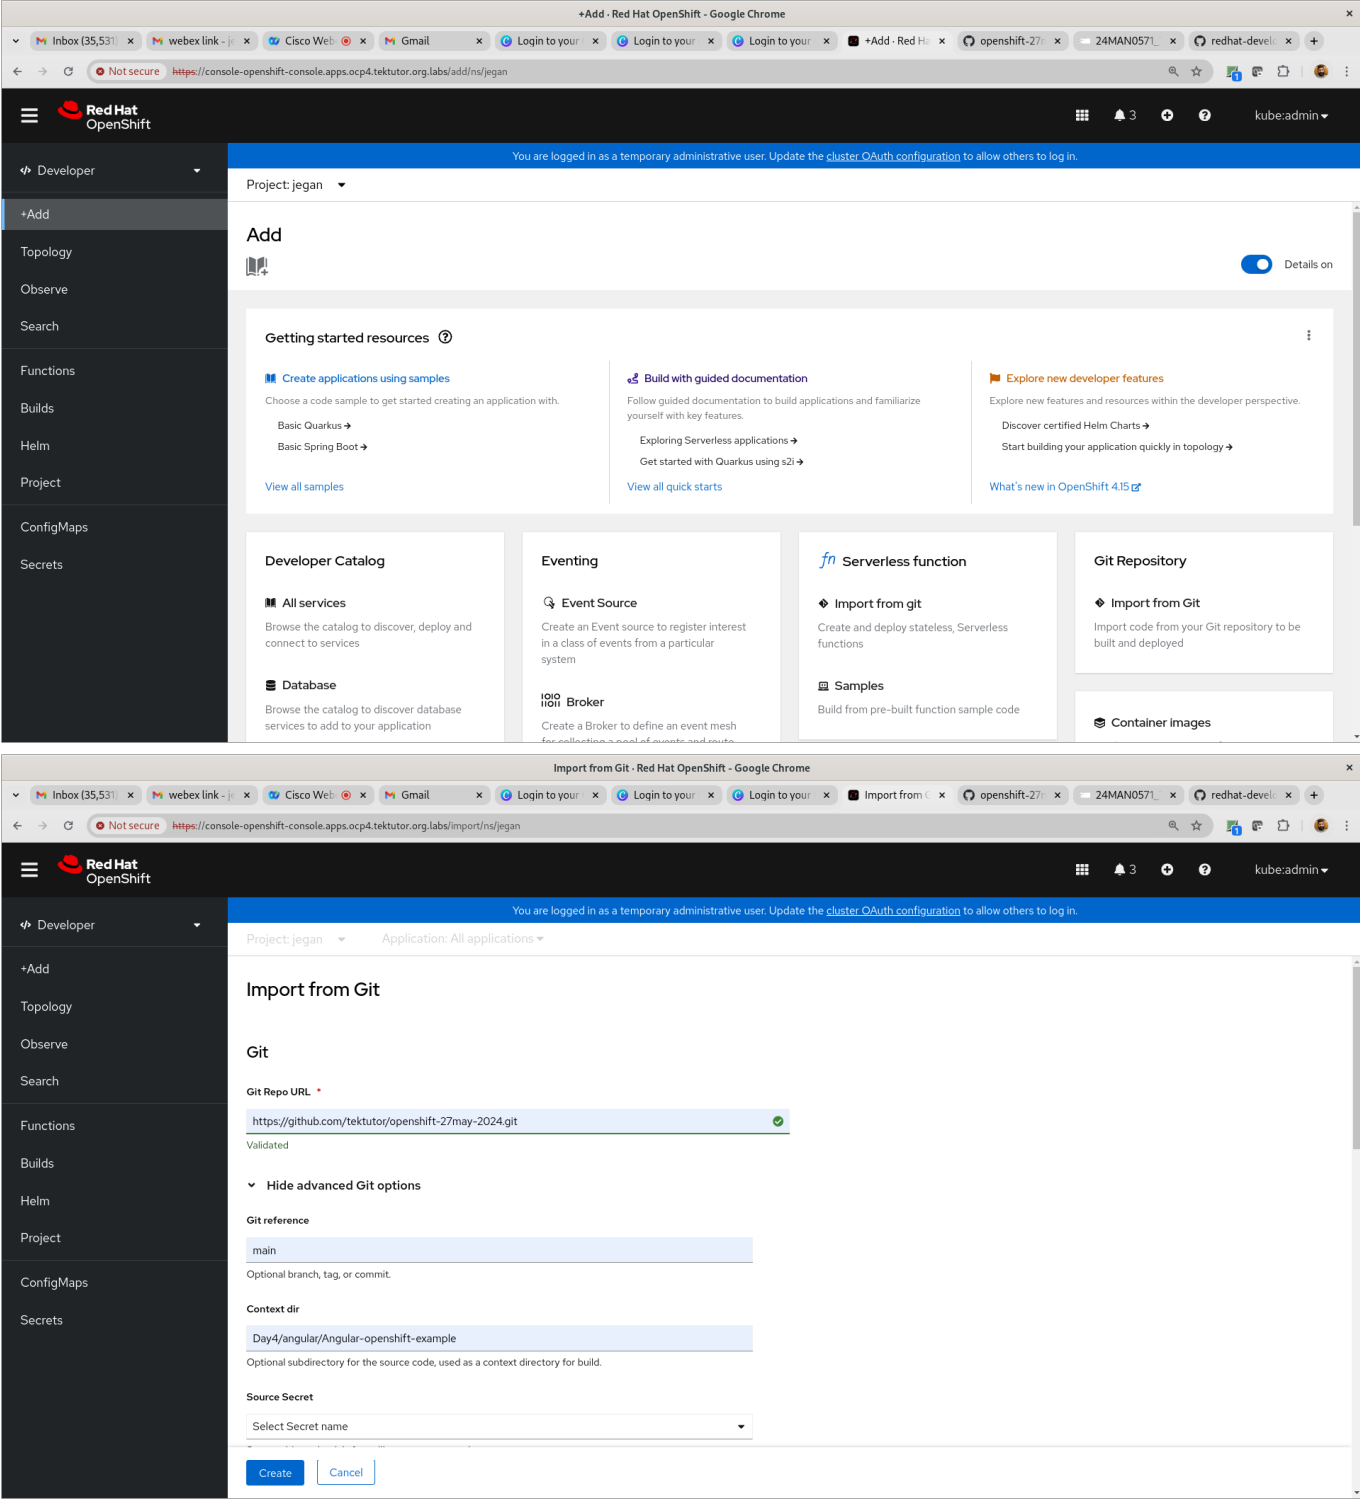 +Add · Red Hat OpenShift - Google Chrome
Inbox (35,531) webex link - je Cisco Web Gmail Login to your Login to your Login to your +Add · Red Ha openshift-27 24MAN0571_ redhat-develo
Not secure https://console-openshift-console.apps.ocp4.tektutor.org.labs/add/ns/jegan
1
Red Hat
OpenShift
3
kube:admin
You are logged in as a temporary administrative user. Update the cluster OAuth configuration to allow others to log in.
Developer
+Add
Topology
Observe
Search
Functions
Builds
Helm
Project
ConfigMaps
Secrets
Project: jegan
Add
Details on
Getting started resources
Create applications using samples
Choose a code sample to get started creating an application with.
Basic Quarkus →
Basic Spring Boot →
View all samples
Build with guided documentation
Follow guided documentation to build applications and familiarize
yourself with key features.
Exploring Serverless applications →
Get started with Quarkus using s2i →
View all quick starts
Explore new developer features
Explore new features and resources within the developer perspective.
Discover certified Helm Charts →
Start building your application quickly in topology →
What's new in OpenShift 4.15
Developer Catalog
All services
Browse the catalog to discover, deploy and
connect to services
Database
Browse the catalog to discover database
services to add to your application
Eventing
Event Source
Create an Event source to register interest
in a class of events from a particular
system
Broker
Create a Broker to define an event mesh
for collecting a pool of events and route
fn Serverless function
Import from git
Create and deploy stateless, Serverless
functions
Samples
Build from pre-built function sample code
Git Repository
Import from Git
Import code from your Git repository to be
built and deployed
Container images
Import from Git · Red Hat OpenShift - Google Chrome
Inbox (35,531) webex link - je Cisco Web Gmail Login to your Login to your Login to your Import from G openshift-27 24MAN0571_ redhat-develo
Not secure https://console-openshift-console.apps.ocp4.tektutor.org.labs/import/ns/jegan
1
Red Hat
OpenShift
3
kube:admin
You are logged in as a temporary administrative user. Update the cluster OAuth configuration to allow others to log in.
Developer
+Add
Topology
Observe
Search
Functions
Builds
Helm
Project
ConfigMaps
Secrets
Project: jegan Application: All applications
Import from Git
Git
Git Repo URL *
https://github.com/tektutor/openshift-27may-2024.git
Validated
Hide advanced Git options
Git reference
main
Optional branch, tag, or commit.
Context dir
Day4/angular/Angular-openshift-example
Optional subdirectory for the source code, used as a context directory for build.
Source Secret
Select Secret name
Create Cancel